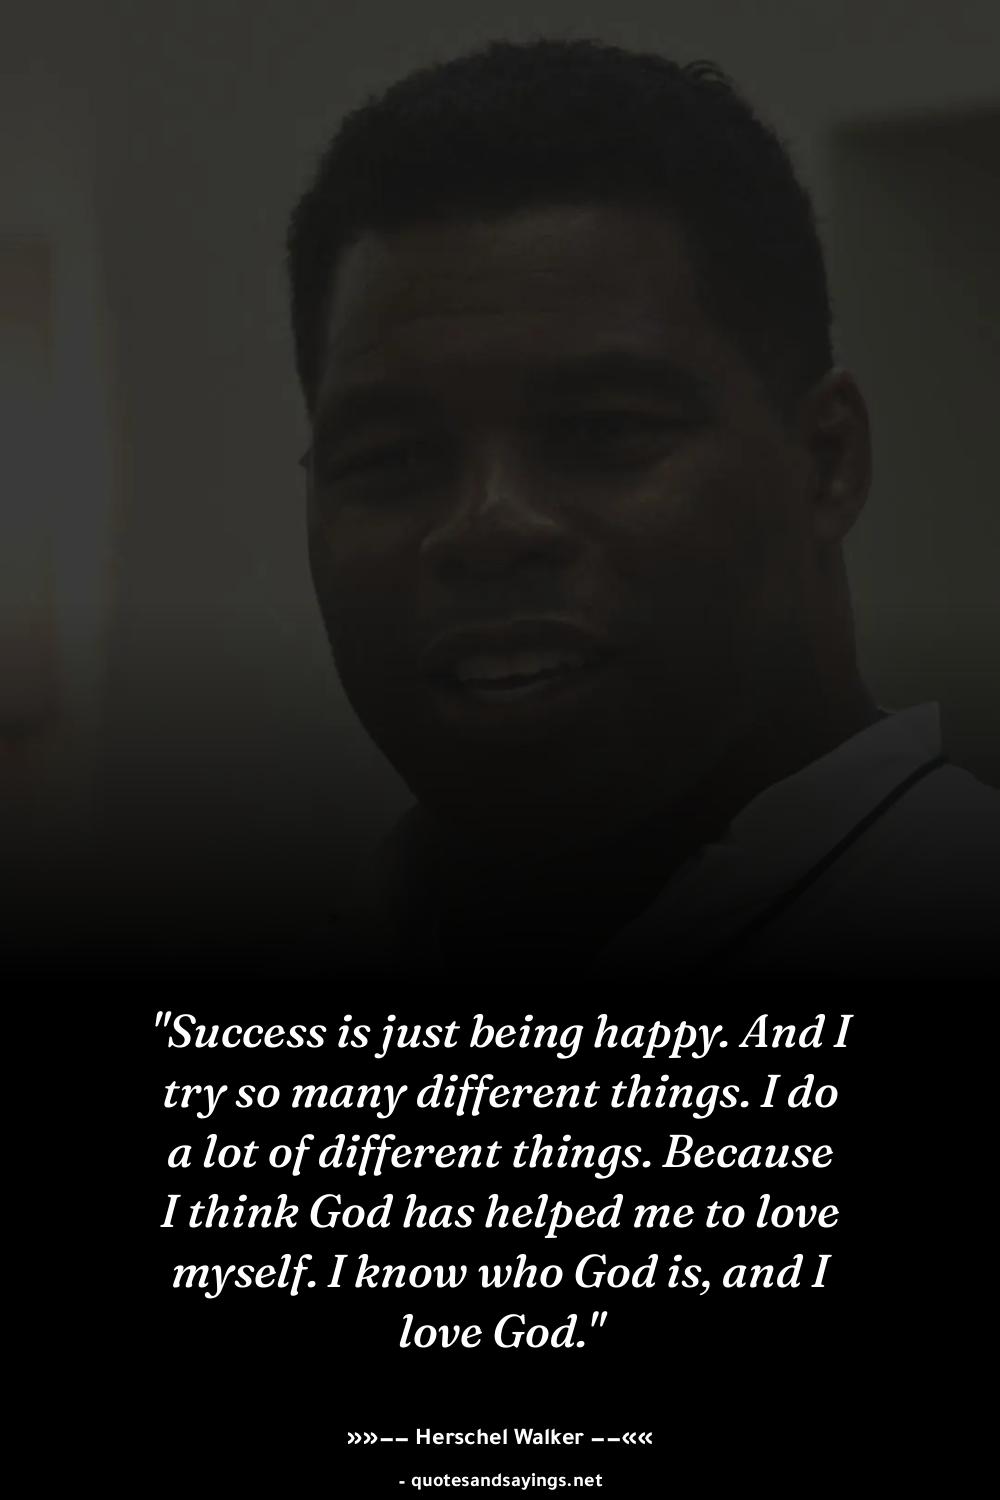 "Success is just being happy. And I
try so many different things. I do
a lot of different things. Because
I think God has helped me to love
myself. I know who God is, and I
love God."
»»–– Herschel Walker ––««
- quotesandsayings.net